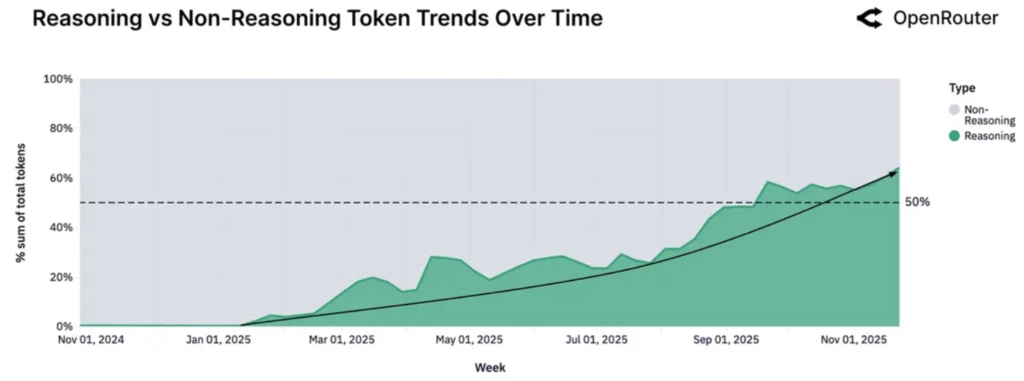 Reasoning vs Non-Reasoning Token Trends Over Time
OpenRouter
100%
80%
60%
40%
20%
0%
% sum of total tokens
50%
Type
Non-
Reasoning
Reasoning
Nov 01, 2024
Jan 01, 2025
Mar 01, 2025
May 01, 2025
Jul 01, 2025
Sep 01, 2025
Nov 01, 2025
Week